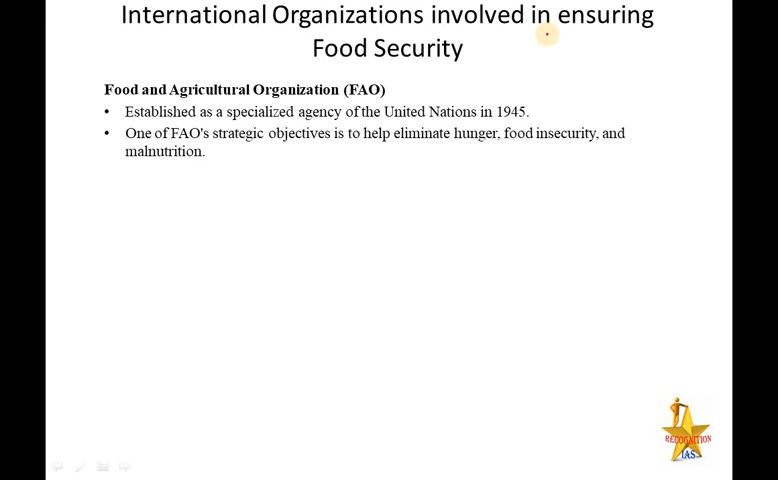 International Organizations involved in ensuring
Food Security
Food and Agricultural Organization (FAO)
• Established as a specialized agency of the United Nations in 1945.
• One of FAO's strategic objectives is to help eliminate hunger, food insecurity, and
malnutrition.
RECOGNITION
IAS